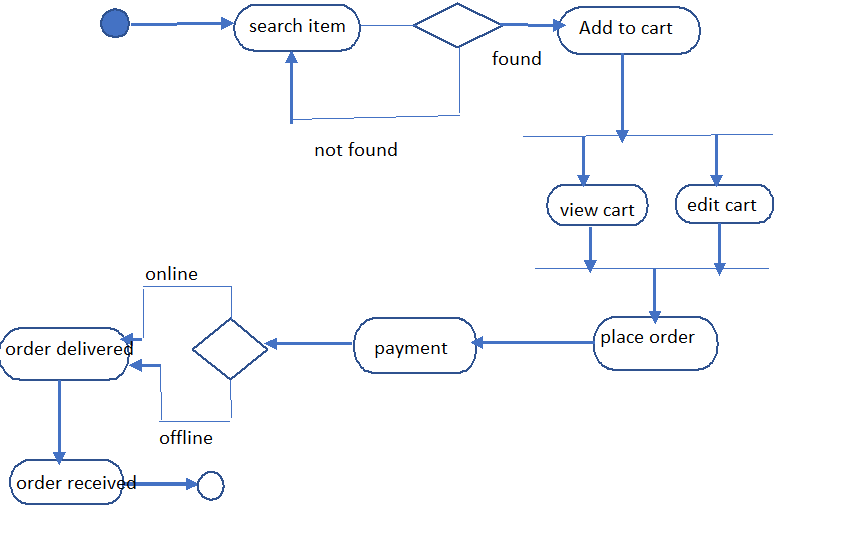 search item
Add to cart
found
not found
view cart
edit cart
online
order delivered
payment
place order
offline
order received